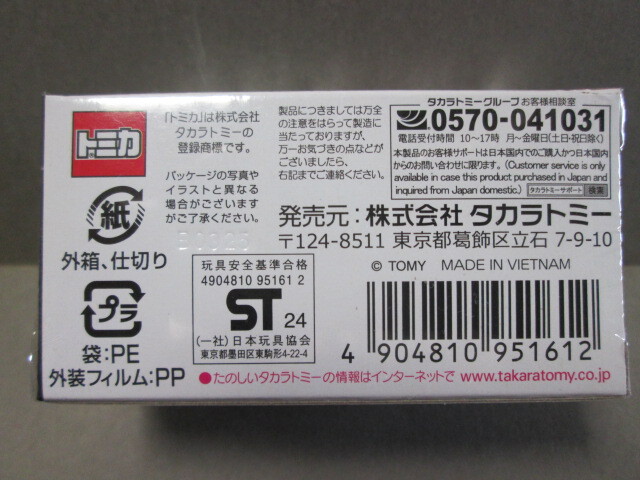 トミカ
「トミカ」は株式会社
タカラトミーの
登録商標です。
パッケージの写真や
イラストと異なる
場合がございます
がご了承ください。
製品につきましては万全
の注意をはらって製造に
当たっておりますが、
万一お気づきの点などが
ございましたら、
右記までご連絡ください。
タカラトミーグループ お客様相談室
0570-041031
電話受付時間 10〜17時 月〜金曜日(土日・祝日除く)
本製品のお客様サポートは日本国内でのご購入かつ日本国内
からのお問い合わせに限ります。(Customer service is only
available in case this product purchased in Japan and
inquired from Japan domestic.) タカラトミーサポート 検索
発売元:株式会社 タカラトミー
〒124-8511 東京都葛飾区立石 7-9-10
紙
外箱、仕切り
プラ
袋:PE
外装フィルム:PP
玩具安全基準合格
4904810 95161 2
ST 24
(一社)日本玩具協会
東京都墨田区東駒形4-22-4
© TOMY MADE IN VIETNAM
4 904810 951612
●たのしいタカラトミーの情報はインターネットで www.takaratomy.co.jp